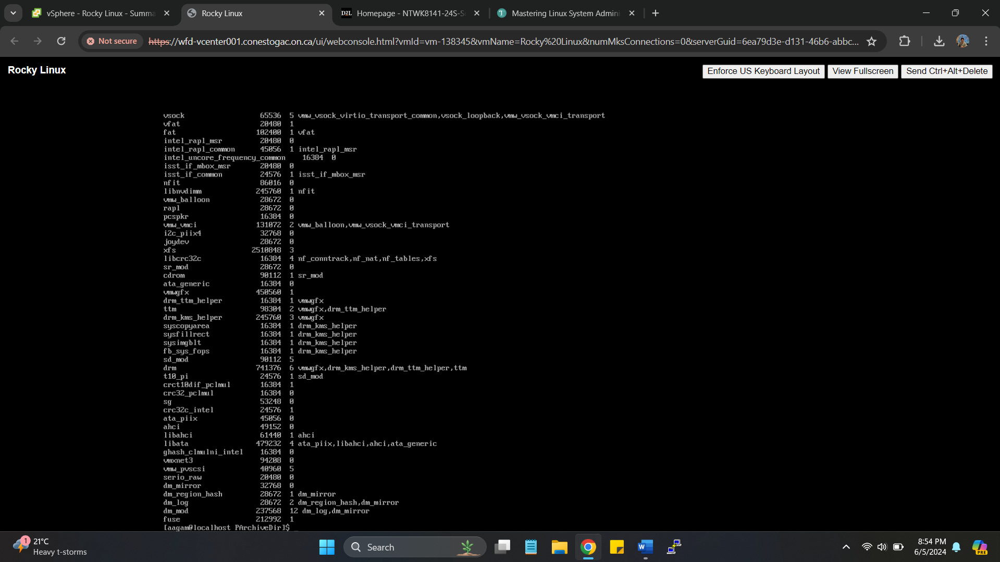 vSphere - Rocky Linux - Summa
Rocky Linux
D2L Homepage - NTWK8141-24S-S
Mastering Linux System Admini
Not secure
https://wfd-vcenter001.conestogac.on.ca/ui/webconsole.html?vmId=vm-138345&vmName=Rocky%20Linux&numMksConnections=0&serverGuid=6ea79d3e-d131-46b6-abbc...
Rocky Linux
Enforce US Keyboard Layout
View Fullscreen
Send Ctrl+Alt+Delete
vsock 65536 5 vmw_vsock_virtio_transport_common,vsock_loopback,vmw_vsock_vmci_transport
vfat 20480 1
fat 102400 1 vfat
intel_rapl_msr 20480 0
intel_rapl_common 45056 1 intel_rapl_msr
intel_uncore_frequency_common 16384 0
isst_if_mbox_msr 20480 0
isst_if_common 24576 1 isst_if_mbox_msr
nfit 86016 0
libnvdimm 245760 1 nfit
vmw_balloon 28672 0
rapl 28672 0
pcspkr 16384 0
vmw_vmci 131072 2 vmw_balloon,vmw_vsock_vmci_transport
i2c_piix4 32768 0
joydev 28672 0
xfs 2510848 3
libcrc32c 16384 4 nf_conntrack,nf_nat,nf_tables,xfs
sr_mod 28672 0
cdrom 90112 1 sr_mod
ata_generic 16384 0
vmwgfx 450560 1
drm_ttm_helper 16384 1 vmwgfx
ttm 98304 2 vmwgfx,drm_ttm_helper
drm_kms_helper 245760 3 vmwgfx
syscopyarea 16384 1 drm_kms_helper
sysfillrect 16384 1 drm_kms_helper
sysimgblt 16384 1 drm_kms_helper
fb_sys_fops 16384 1 drm_kms_helper
sd_mod 90112 5
drm 741376 6 vmwgfx,drm_kms_helper,drm_ttm_helper,ttm
t10_pi 24576 1 sd_mod
crct10dif_pclmul 16384 1
crc32_pclmul 16384 0
sg 53248 0
crc32c_intel 24576 1
ata_piix 45056 0
ahci 49152 0
libahci 61440 1 ahci
libata 479232 4 ata_piix,libahci,ahci,ata_generic
ghash_clmulni_intel 16384 0
vmxnet3 94208 0
vmw_pvscsi 40960 5
serio_raw 20480 0
dm_mirror 32768 0
dm_region_hash 28672 1 dm_mirror
dm_log 28672 2 dm_region_hash,dm_mirror
dm_mod 237568 12 dm_log,dm_mirror
fuse 212992 1
[aagam@localhost PArchiveDir]$ _
1
21°C
Heavy t-storms
Search
W
8:54 PM
6/5/2024
PRE